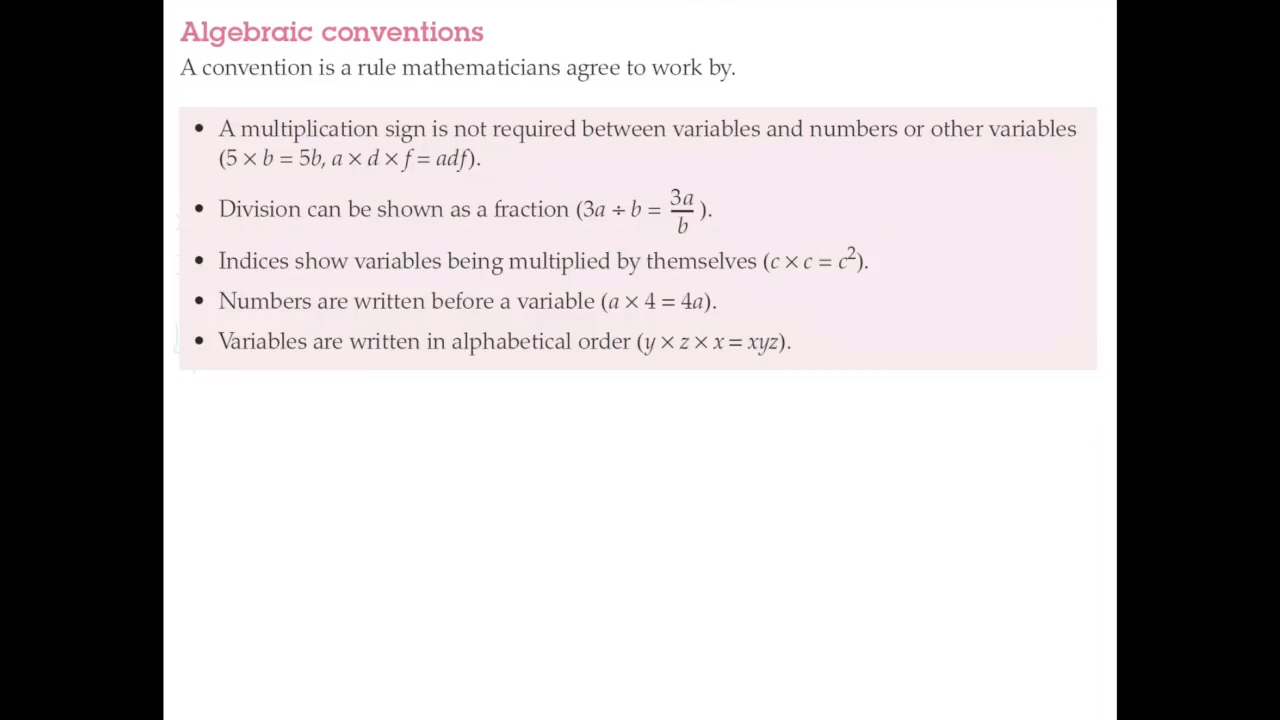 Algebraic conventions
A convention is a rule mathematicians agree to work by.
• A multiplication sign is not required between variables and numbers or other variables
(5 × b = 5b, a × d × f = adf).
• Division can be shown as a fraction (3a ÷ b = 3a/b).
• Indices show variables being multiplied by themselves (c × c = c²).
• Numbers are written before a variable (a × 4 = 4a).
• Variables are written in alphabetical order (y × z × x = xyz).